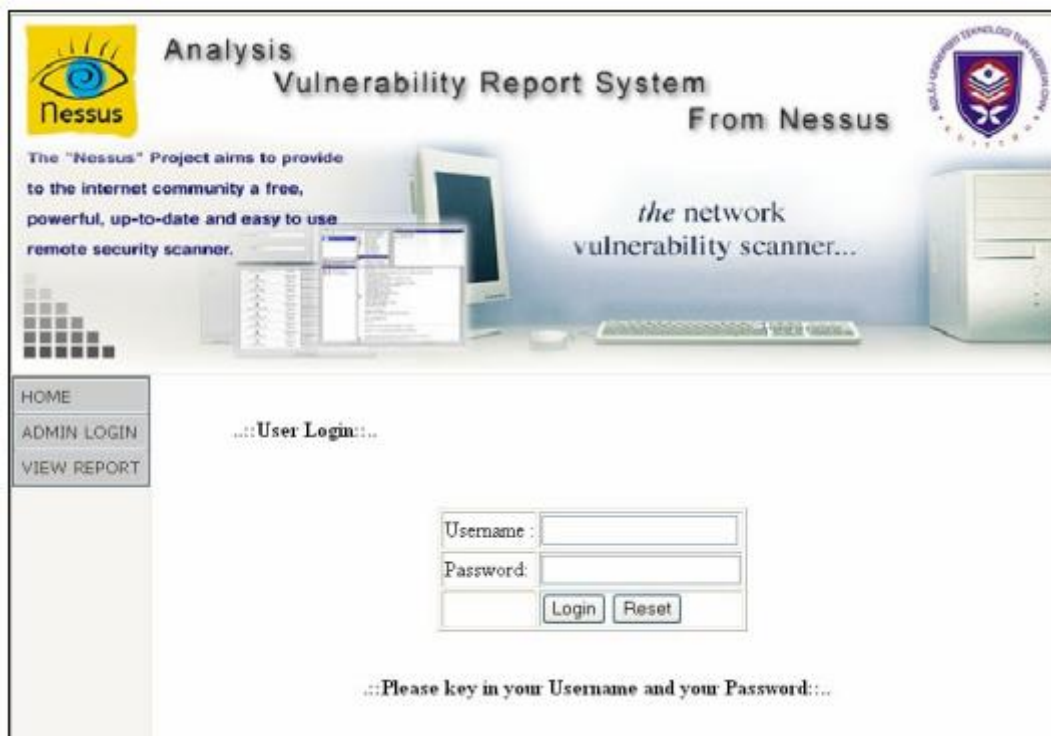 Nessus
Analysis
Vulnerability Report System
From Nessus
The "Nessus" Project aims to provide
to the internet community a free,
powerful, up-to-date and easy to use
remote security scanner.
the network
vulnerability scanner...
HOME
ADMIN LOGIN
VIEW REPORT
..::User Login::..
Username :
Password:
Login Reset
.::Please key in your Username and your Password::..